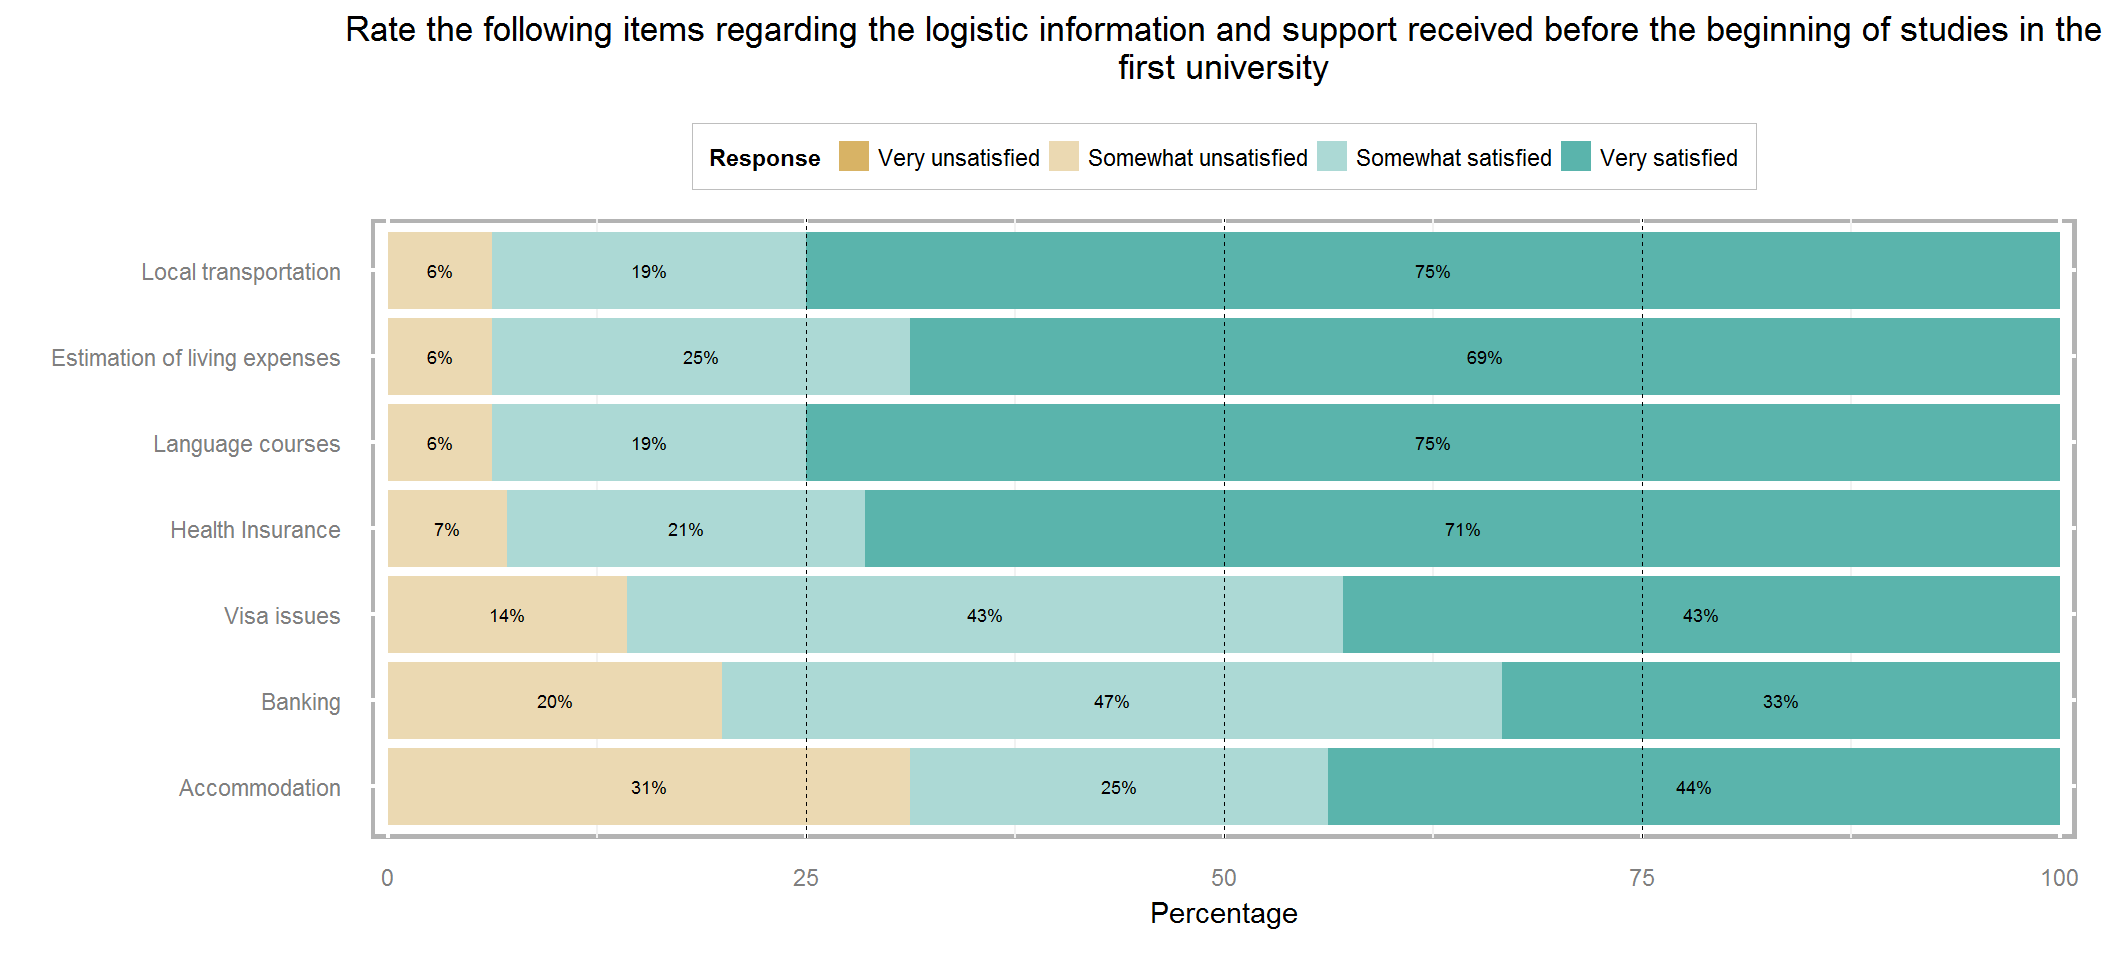 Rate the following items regarding the logistic information and support received before the beginning of studies in the
first university
Response Very unsatisfied Somewhat unsatisfied Somewhat satisfied Very satisfied
Local transportation 6% 19% 75%
Estimation of living expenses 6% 25% 69%
Language courses 6% 19% 75%
Health Insurance 7% 21% 71%
Visa issues 14% 43% 43%
Banking 20% 47% 33%
Accommodation 31% 25% 44%
0 25 50 75 100
Percentage